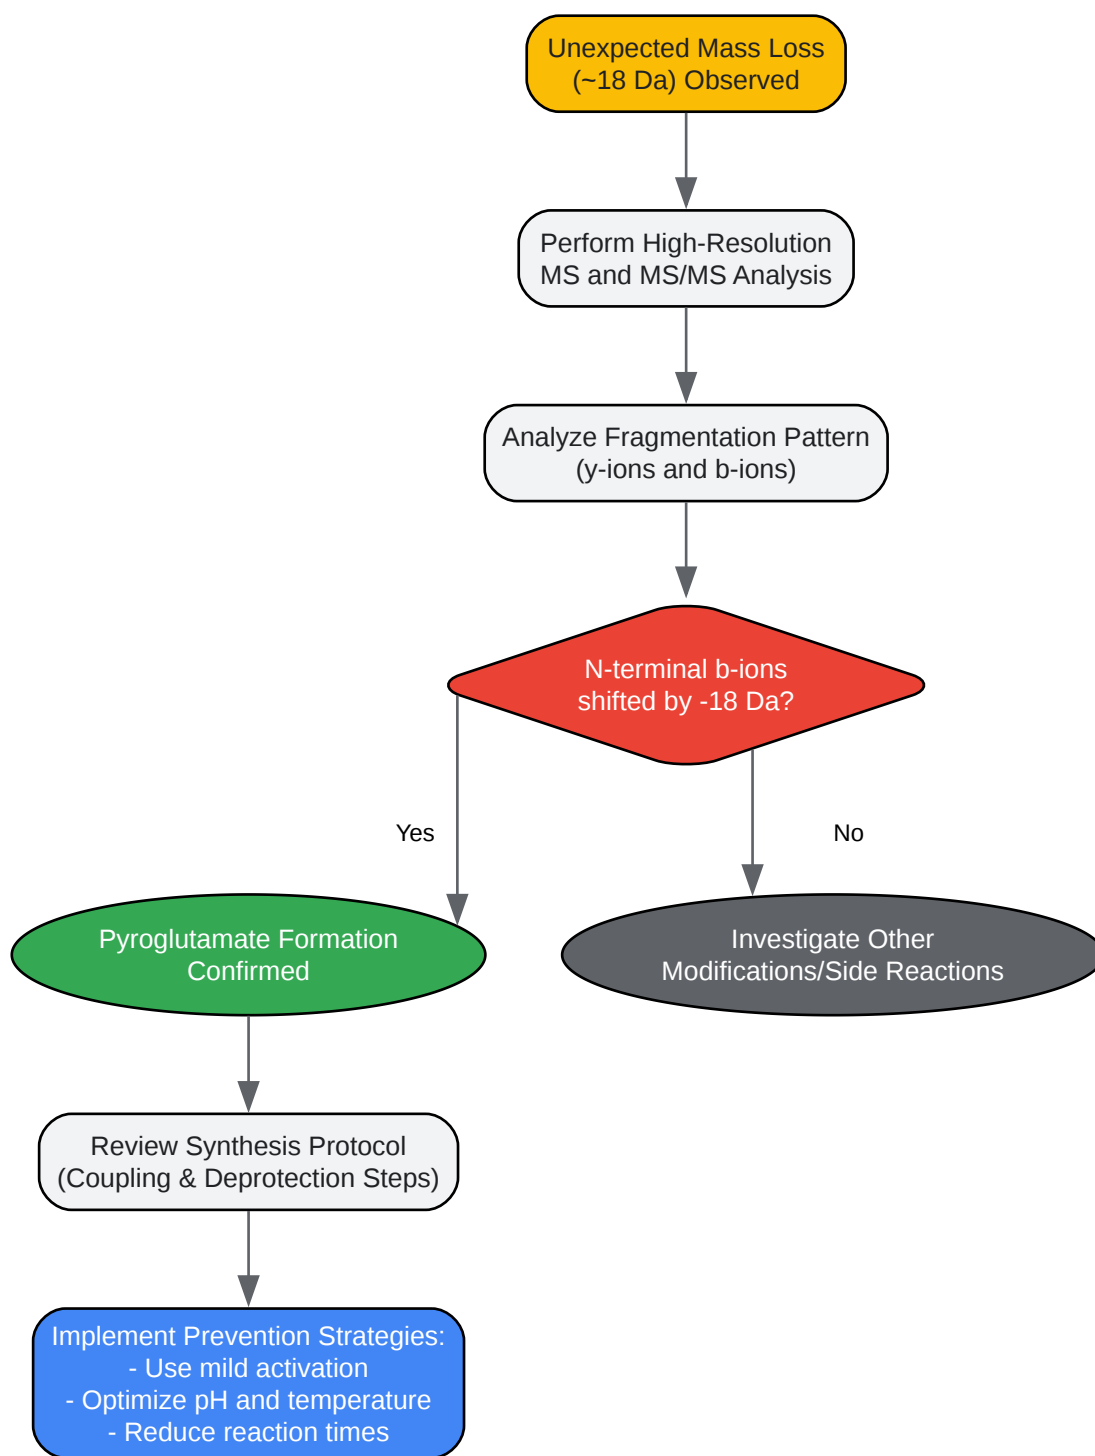 Unexpected Mass Loss
(~18 Da) Observed
Perform High-Resolution
MS and MS/MS Analysis
Analyze Fragmentation Pattern
(y-ions and b-ions)
N-terminal b-ions
shifted by -18 Da?
Yes
No
Pyroglutamate Formation
Confirmed
Investigate Other
Modifications/Side Reactions
Review Synthesis Protocol
(Coupling & Deprotection Steps)
Implement Prevention Strategies:
- Use mild activation
- Optimize pH and temperature
- Reduce reaction times